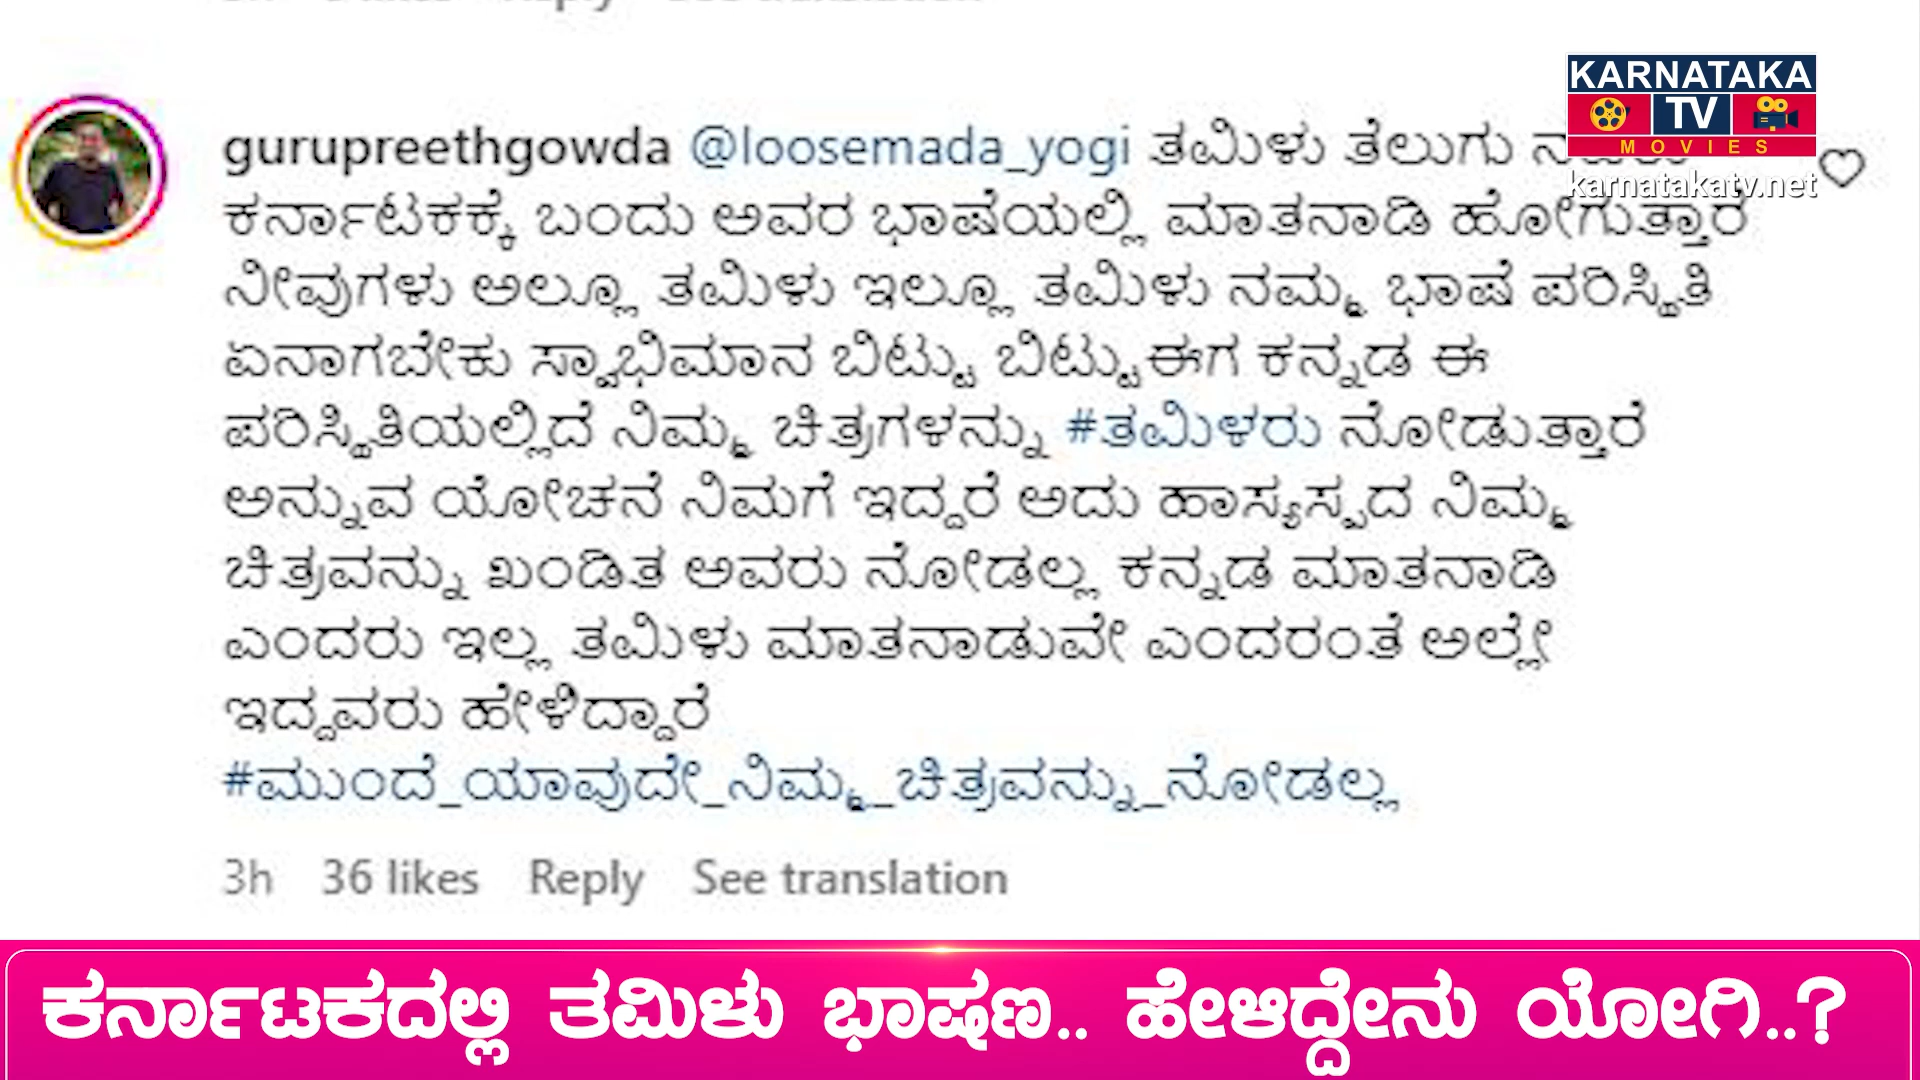 KARNATAKA
TV
MOVIES
karnatakatv.net
gurupreethgowda @loosemada_yogi ತಮಿಳು ತೆಲುಗು
ಕರ್ನಾಟಕಕ್ಕೆ ಬಂದು ಅವರ ಭಾಷೆಯಲ್ಲಿ ಮಾತನಾಡಿ ಹೋಗುತ್ತಾರೆ
ನೀವುಗಳು ಅಲ್ಲೂ ತಮಿಳು ಇಲ್ಲೂ ತಮಿಳು ನಮ್ಮ ಭಾಷೆ ಪರಿಸ್ಥಿತಿ
ಏನಾಗಬೇಕು ಸ್ವಾಭಿಮಾನ ಬಿಟ್ಟು ಬಿಟ್ಟುಈಗ ಕನ್ನಡ ಈ
ಪರಿಸ್ಥಿತಿಯಲ್ಲಿದೆ ನಿಮ್ಮ ಚಿತ್ರಗಳನ್ನು #ತಮಿಳರು ನೋಡುತ್ತಾರೆ
ಅನ್ನುವ ಯೋಚನೆ ನಿಮಗೆ ಇದ್ದರೆ ಅದು ಹಾಸ್ಯಸ್ಪದ ನಿಮ್ಮ
ಚಿತ್ರವನ್ನು ಖಂಡಿತ ಅವರು ನೋಡಲ್ಲ ಕನ್ನಡ ಮಾತನಾಡಿ
ಎಂದರು ಇಲ್ಲ ತಮಿಳು ಮಾತನಾಡುವೇ ಎಂದರಂತೆ ಅಲ್ಲೇ
ಇದ್ದವರು ಹೇಳಿದ್ದಾರೆ
#ಮುಂದೆ_ಯಾವುದೇ_ನಿಮ್ಮ_ಚಿತ್ರವನ್ನು_ನೋಡಲ್ಲ
3h 36 likes Reply See translation
ಕರ್ನಾಟಕದಲ್ಲಿ ತಮಿಳು ಭಾಷಣ.. ಹೇಳಿದ್ದೇನು ಯೋಗಿ..?